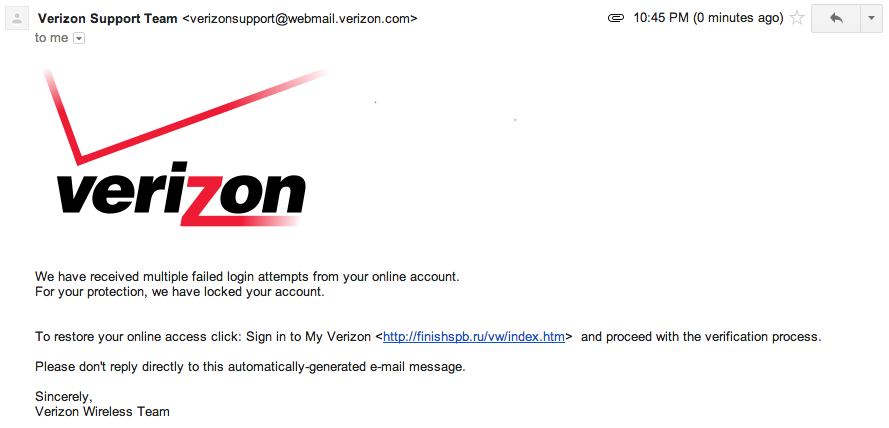 Verizon Support Team <verizonsupport@webmail.verizon.com> 10:45 PM (0 minutes ago)
to me
verizon
We have received multiple failed login attempts from your online account.
For your protection, we have locked your account.
To restore your online access click: Sign in to My Verizon <http://finishspb.ru/vw/index.htm> and proceed with the verification process.
Please don't reply directly to this automatically-generated e-mail message.
Sincerely,
Verizon Wireless Team